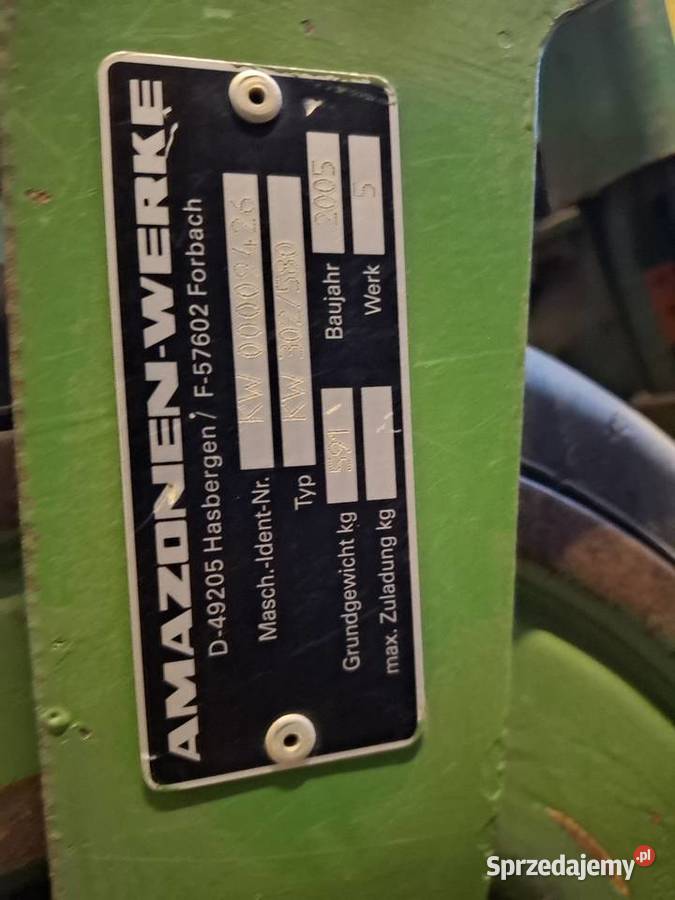 AMAZONEN-WERKE
D-49205 Hasbergen / F-57602 Forbach
Masch.-Ident-Nr. KW 00009426
Typ KW 302/580
Grundgewicht kg 591 Baujahr 2005
max. Zuladung kg Werk 5
Sprzedajemy.pl